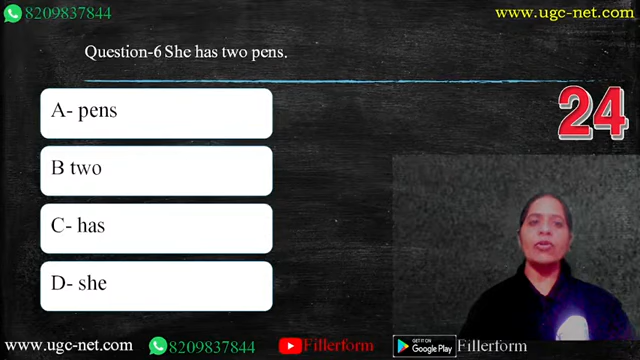 8209837844
www.ugc-net.com
Question-6 She has two pens.
24
A- pens
B two
C- has
D- she
www.ugc-net.com
8209837844
Fillerform
GET IT ON
Google Play
Fillerform